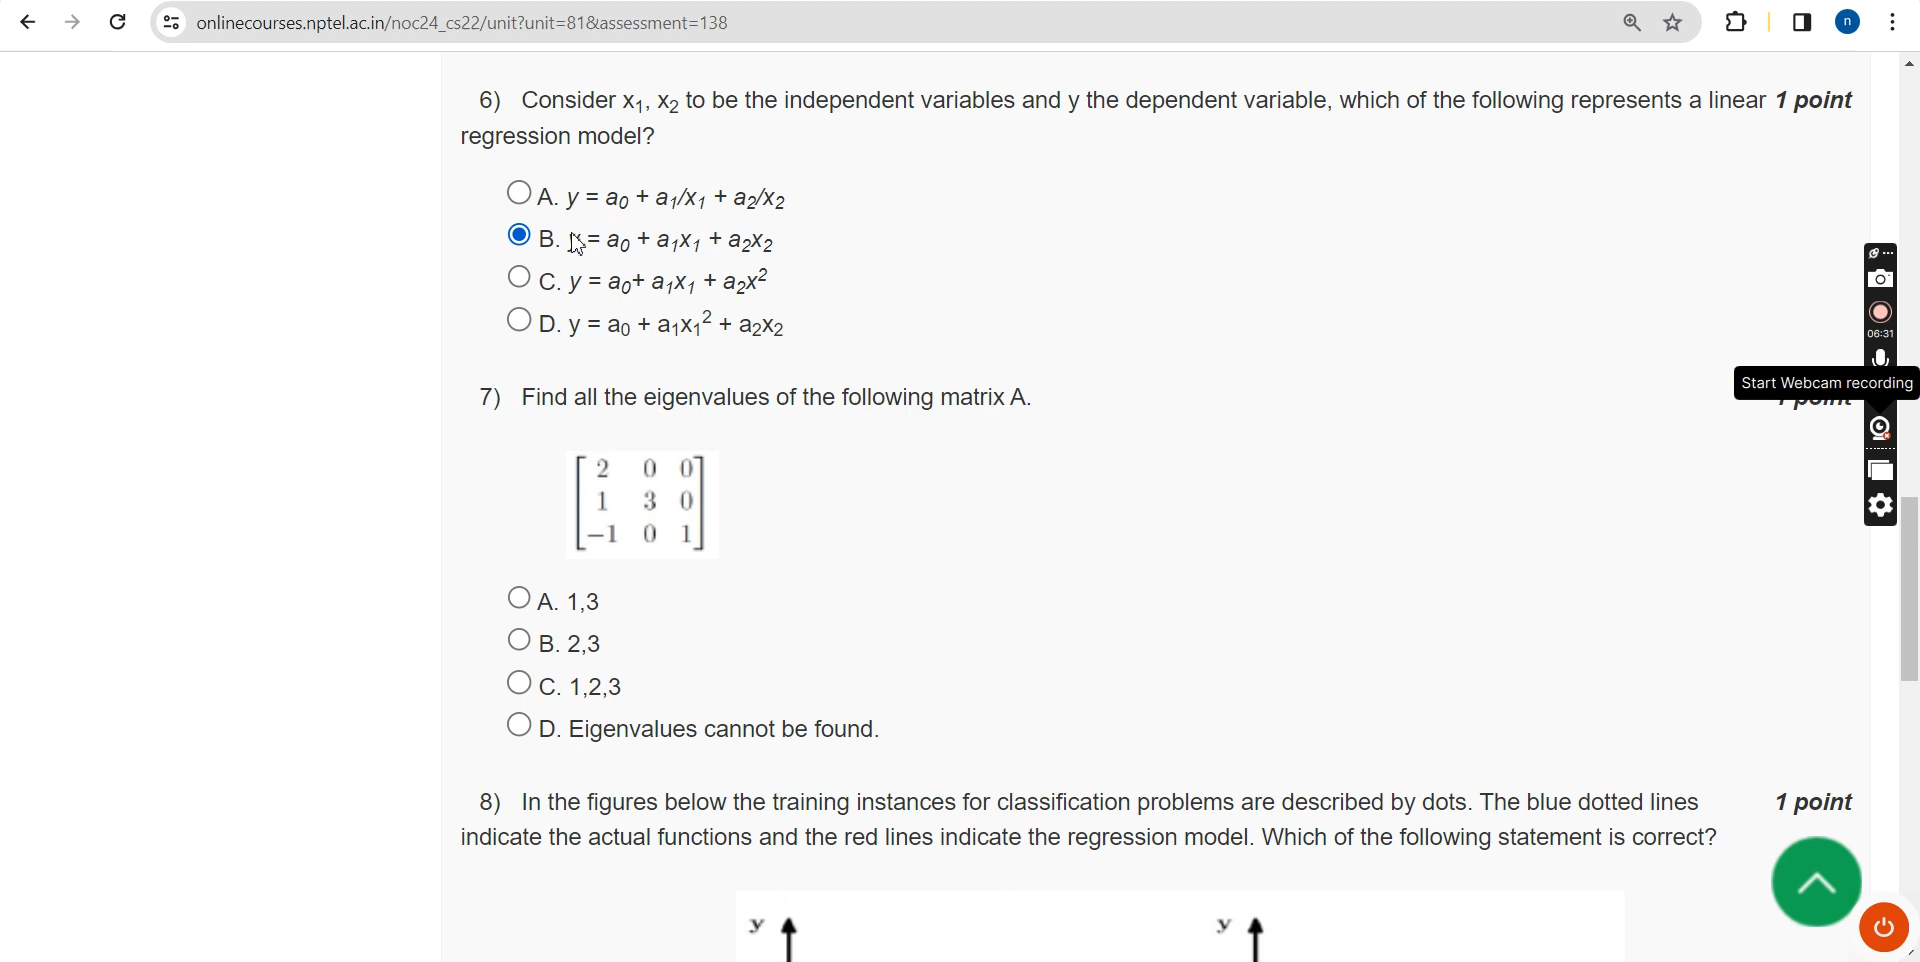 onlinecourses.nptel.ac.in/noc24_cs22/unit?unit=81&assessment=138
n
6) Consider x₁, x₂ to be the independent variables and y the dependent variable, which of the following represents a linear 1 point
regression model?
A. y = a₀ + a₁/x₁ + a₂/x₂
B. = a₀ + a₁x₁ + a₂x₂
C. y = a₀+ a₁x₁ + a₂x²
D. y = a₀ + a₁x₁² + a₂x₂
06:31
Start Webcam recording
7) Find all the eigenvalues of the following matrix A. 1 point
2 0 0
1 3 0
−1 0 1
A. 1,3
B. 2,3
C. 1,2,3
D. Eigenvalues cannot be found.
8) In the figures below the training instances for classification problems are described by dots. The blue dotted lines 1 point
indicate the actual functions and the red lines indicate the regression model. Which of the following statement is correct?
y y